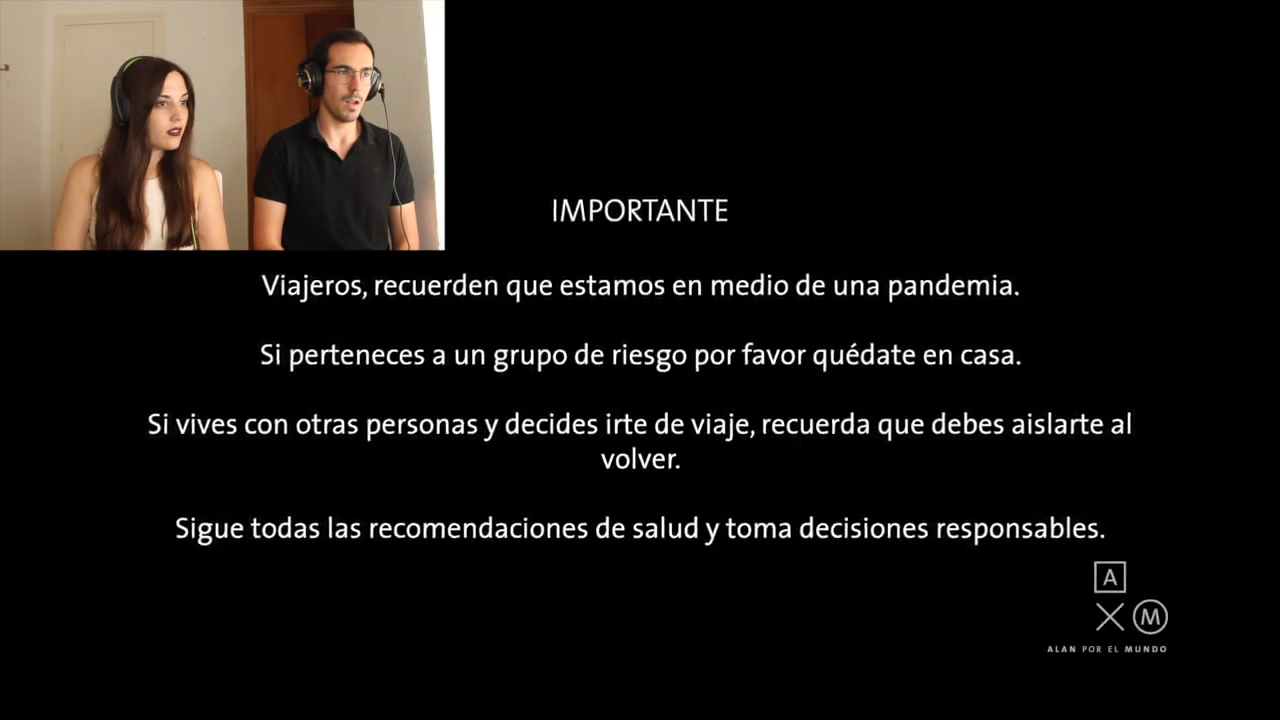 IMPORTANTE
Viajeros, recuerden que estamos en medio de una pandemia.
Si perteneces a un grupo de riesgo por favor quédate en casa.
Si vives con otras personas y decides irte de viaje, recuerda que debes aislarte al
volver.
Sigue todas las recomendaciones de salud y toma decisiones responsables.
A
X M
ALAN POR EL MUNDO